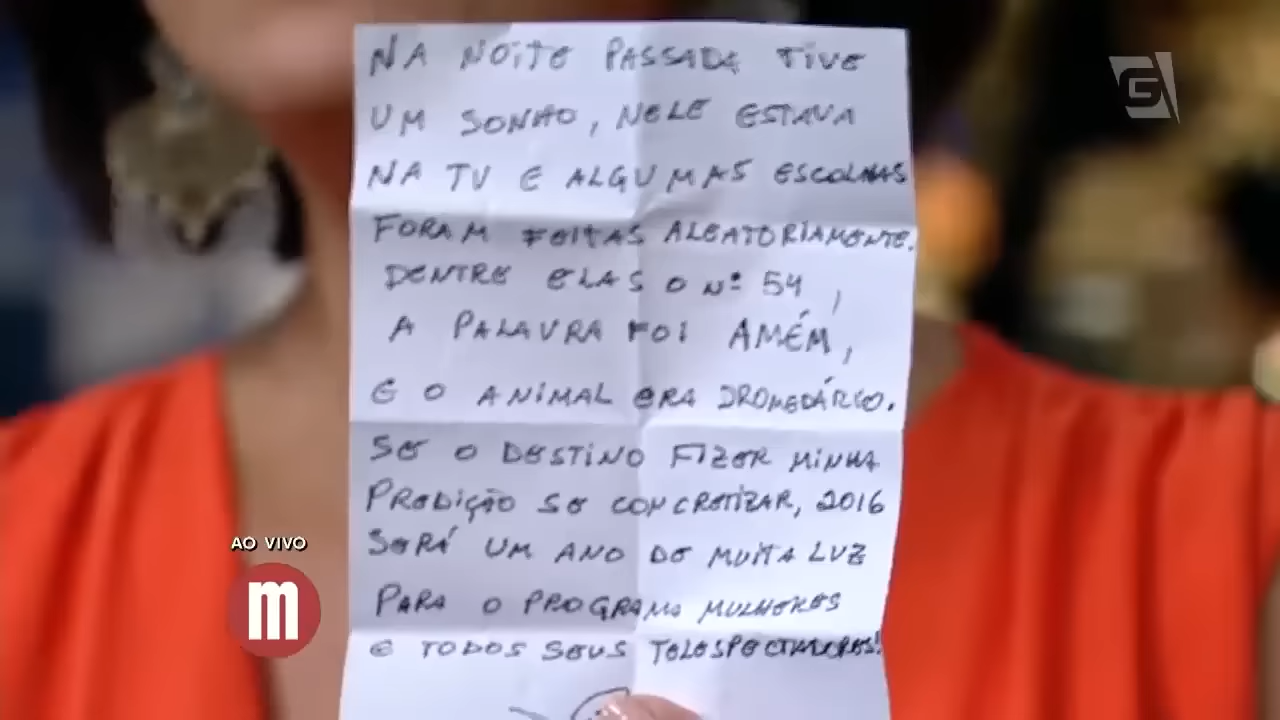 NA NOITE PASSADA TIVE
UM SONHO, NELE ESTAVA
NA TV E ALGUMAS ESCOLHAS
FORAM FEITAS ALEATORIAMENTE.
DENTRE ELAS O Nº 54,
A PALAVRA FOI AMÉM,
E O ANIMAL ERA DROMEDÁRIO.
SE O DESTINO FIZER MINHA
PREDIÇÃO SE CONCRETIZAR, 2016
SERÁ UM ANO DE MUITA LUZ
PARA O PROGRAMA MULHERES
E TODOS SEUS TELESPECTADORES!
AO VIVO
m
G